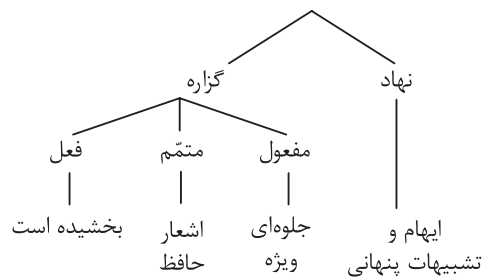 نهاد
گزاره
مفعول
متمّم
فعل
ایهام و
تشبیهات پنهانی
جلوه‌ای
ویژه
اشعار
حافظ
بخشیده است